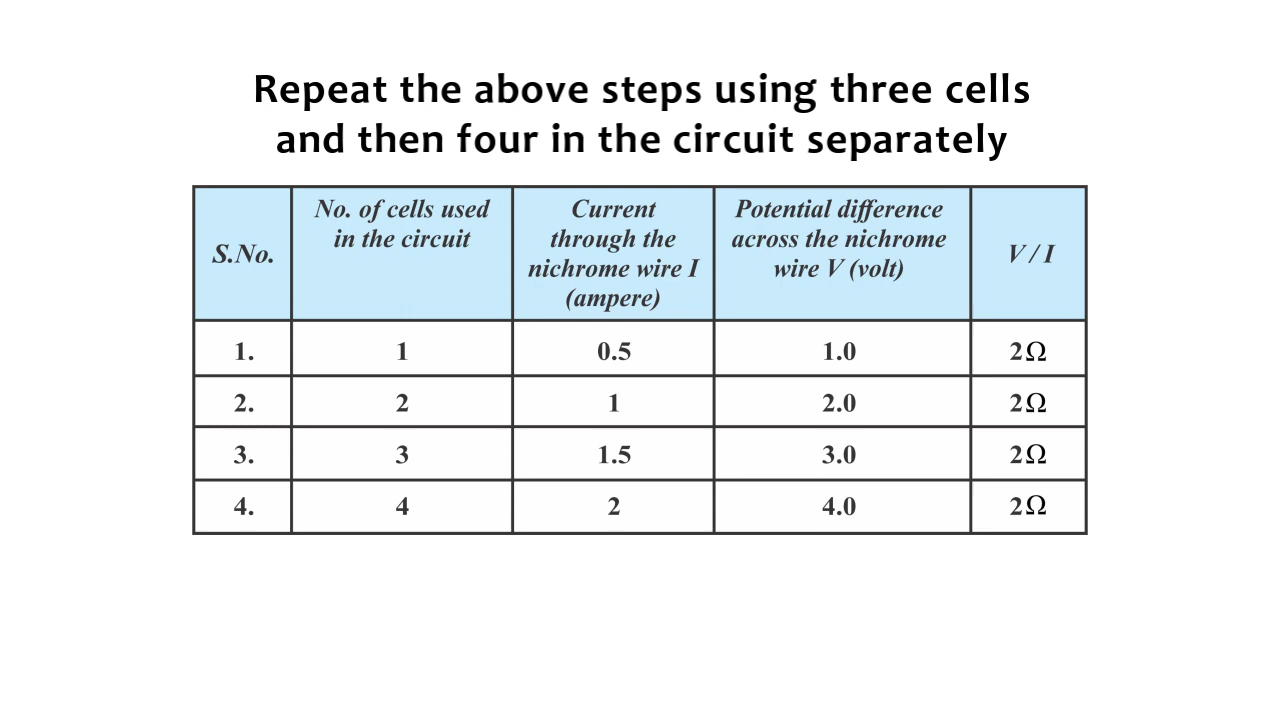 Repeat the above steps using three cells
and then four in the circuit separately
S.No.
No. of cells used
in the circuit
Current
through the
nichrome wire I
(ampere)
Potential difference
across the nichrome
wire V (volt)
V / I
1. 1 0.5 1.0 2Ω
2. 2 1 2.0 2Ω
3. 3 1.5 3.0 2Ω
4. 4 2 4.0 2Ω